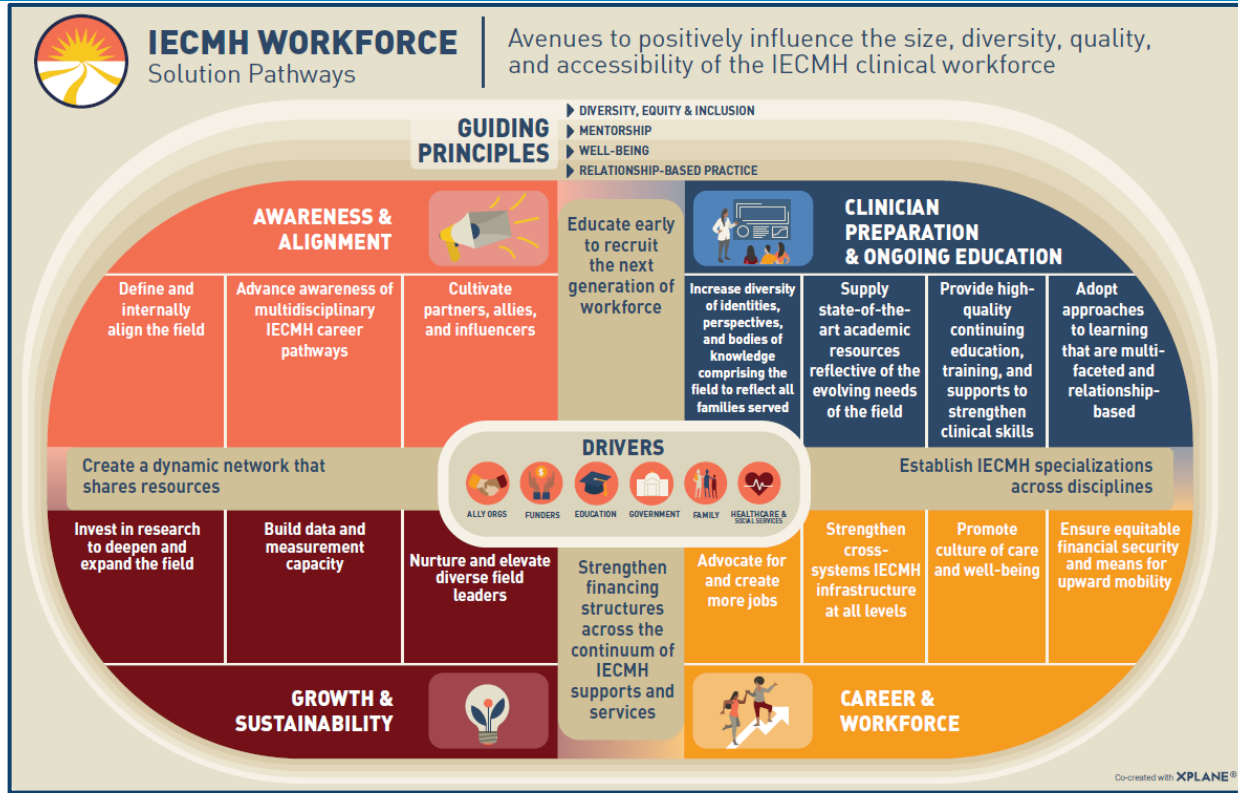 IECMH WORKFORCE
Solution Pathways
Avenues to positively influence the size, diversity, quality,
and accessibility of the IECMH clinical workforce
GUIDING
PRINCIPLES
DIVERSITY, EQUITY & INCLUSION
MENTORSHIP
WELL-BEING
RELATIONSHIP-BASED PRACTICE
AWARENESS &
ALIGNMENT
Define and
internally
align the field
Advance awareness of
multidisciplinary
IECMH career
pathways
Cultivate
partners, allies,
and influencers
Educate early
to recruit
the next
generation of
workforce
CLINICIAN
PREPARATION
& ONGOING EDUCATION
Increase diversity
of identities,
perspectives,
and bodies of
knowledge
comprising the
field to reflect all
families served
Supply
state-of-the-
art academic
resources
reflective of the
evolving needs
of the field
Provide high-
quality
continuing
education,
training, and
supports to
strengthen
clinical skills
Adopt
approaches
to learning
that are multi-
faceted and
relationship-
based
Create a dynamic network that
shares resources
DRIVERS
ALLY ORGS
FUNDERS
EDUCATION
GOVERNMENT
FAMILY
HEALTHCARE &
SOCIAL SERVICES
Establish IECMH specializations
across disciplines
Invest in research
to deepen and
expand the field
Build data and
measurement
capacity
Nurture and elevate
diverse field
leaders
GROWTH &
SUSTAINABILITY
Strengthen
financing
structures
across the
continuum of
IECMH
supports and
services
Advocate for
and create
more jobs
Strengthen
cross-
systems IECMH
infrastructure
at all levels
Promote
culture of care
and well-being
Ensure equitable
financial security
and means for
upward mobility
CAREER &
WORKFORCE
Co-created with XPLANE®